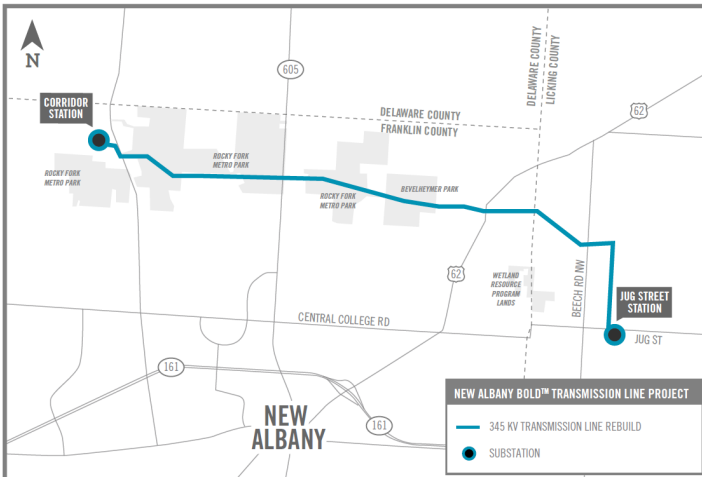 N
CORRIDOR
STATION
605
DELAWARE COUNTY
LICKING COUNTY
62
DELAWARE COUNTY
FRANKLIN COUNTY
ROCKY FORK
METRO PARK
ROCKY FORK
METRO PARK
ROCKY FORK
METRO PARK
BEVELHEYMER PARK
62
WETLAND
RESOURCE
PROGRAM
LANDS
BEECH RD NW
JUG STREET
STATION
CENTRAL COLLEGE RD
JUG ST
161
NEW
ALBANY
161
NEW ALBANY BOLD™ TRANSMISSION LINE PROJECT
345 KV TRANSMISSION LINE REBUILD
SUBSTATION